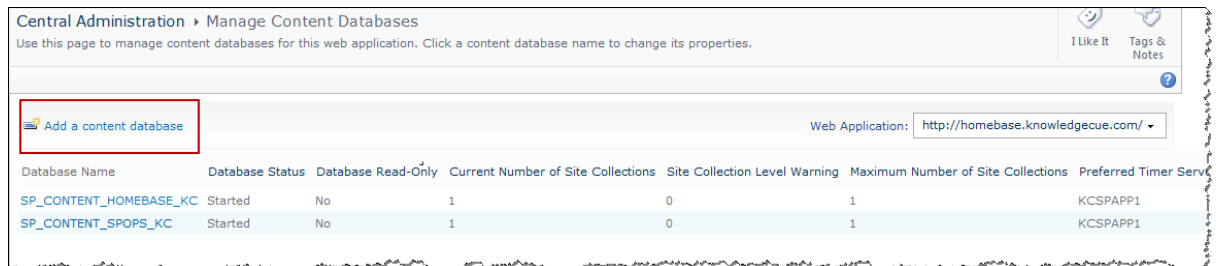 Central Administration ▸ Manage Content Databases
Use this page to manage content databases for this web application. Click a content database name to change its properties.
I Like It Tags & Notes
Add a content database
Web Application: http://homebase.knowledgecue.com/
Database Name Database Status Database Read-Only Current Number of Site Collections Site Collection Level Warning Maximum Number of Site Collections Preferred Timer Serv
SP_CONTENT_HOMEBASE_KC Started No 1 0 1 KCSPAPP1
SP_CONTENT_SPOPS_KC Started No 1 0 1 KCSPAPP1